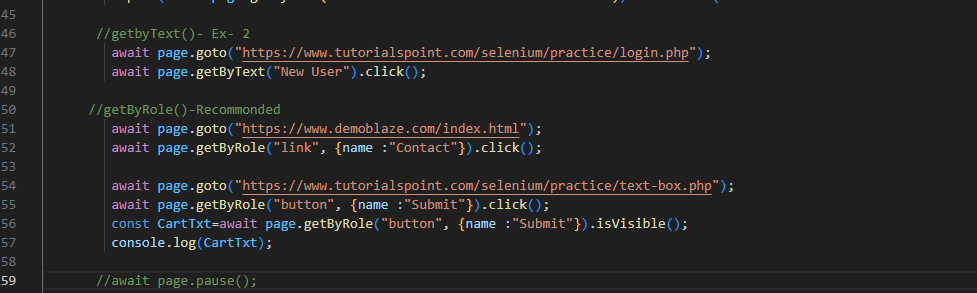 45
46 //getbyText()- Ex- 2
47 await page.goto("https://www.tutorialspoint.com/selenium/practice/login.php");
48 await page.getByText("New User").click();
49
50 //getByRole()-Recommonded
51 await page.goto("https://www.demoblaze.com/index.html");
52 await page.getByRole("link", {name :"Contact"}).click();
53
54 await page.goto("https://www.tutorialspoint.com/selenium/practice/text-box.php");
55 await page.getByRole("button", {name :"Submit"}).click();
56 const CartTxt=await page.getByRole("button", {name :"Submit"}).isVisible();
57 console.log(CartTxt);
58
59 //await page.pause();